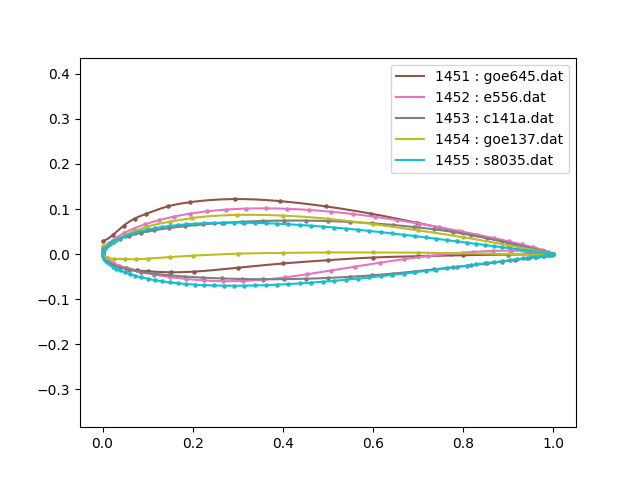 0.4
0.3
0.2
0.1
0.0
−0.1
−0.2
−0.3
0.0 0.2 0.4 0.6 0.8 1.0
1451 : goe645.dat
1452 : e556.dat
1453 : c141a.dat
1454 : goe137.dat
1455 : s8035.dat